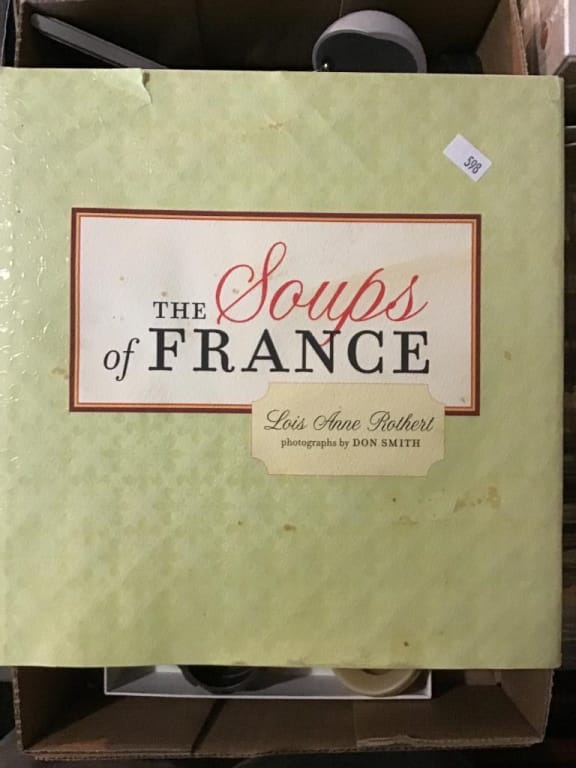 598
THE Soups
of FRANCE
Lois Anne Rothert
photographs by DON SMITH